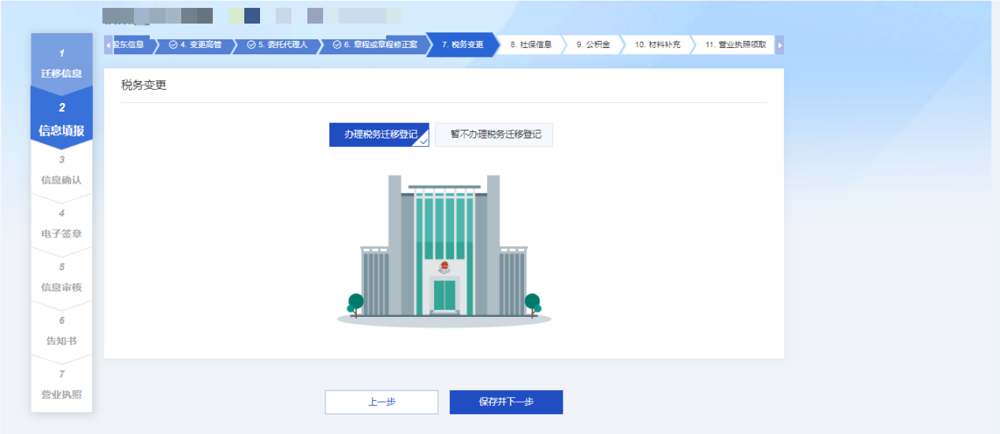 股东信息
4. 变更高管
5. 委托代理人
6. 章程或章程修正案
7. 税务变更
8. 社保信息
9. 公积金
10. 材料补充
11. 营业执照领取
1
迁移信息
2
信息填报
3
信息确认
4
电子签章
5
信息审核
6
告知书
7
营业执照
税务变更
办理税务迁移登记
暂不办理税务迁移登记
上一步
保存并下一步